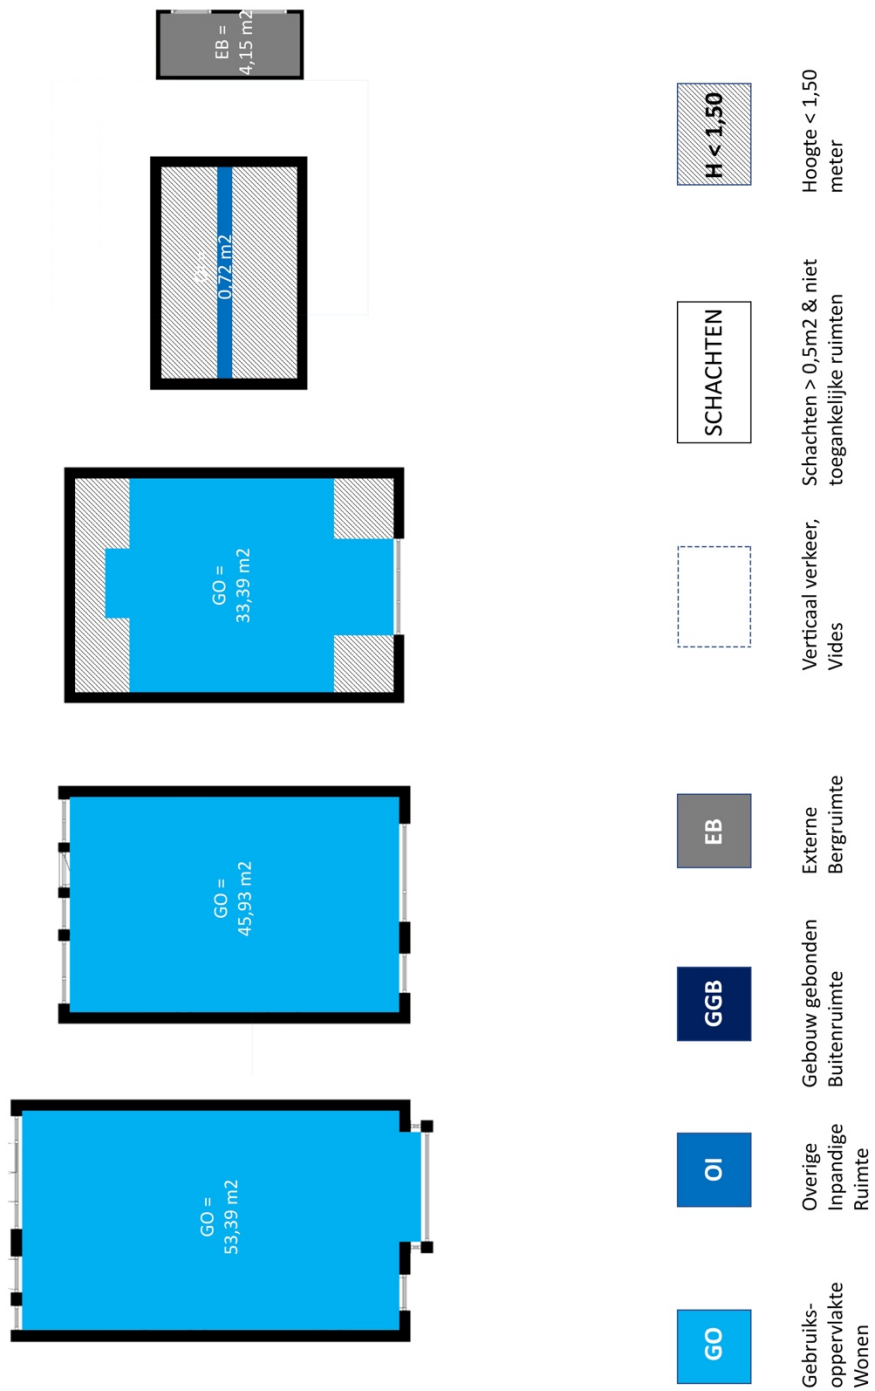 GO =
53,39 m2
GO =
45,93 m2
GO =
33,39 m2
0,72 m2
EB =
4,15 m2
GO
Gebruiks-
oppervlakte
Wonen
OI
Overige
Inpandige
Ruimte
GGB
Gebouw gebonden
Buitenruimte
EB
Externe
Bergruimte
Verticaal verkeer,
Vides
SCHACHTEN
Schachten > 0,5m2 & niet
toegankelijke ruimten
H < 1,50
Hoogte < 1,50
meter